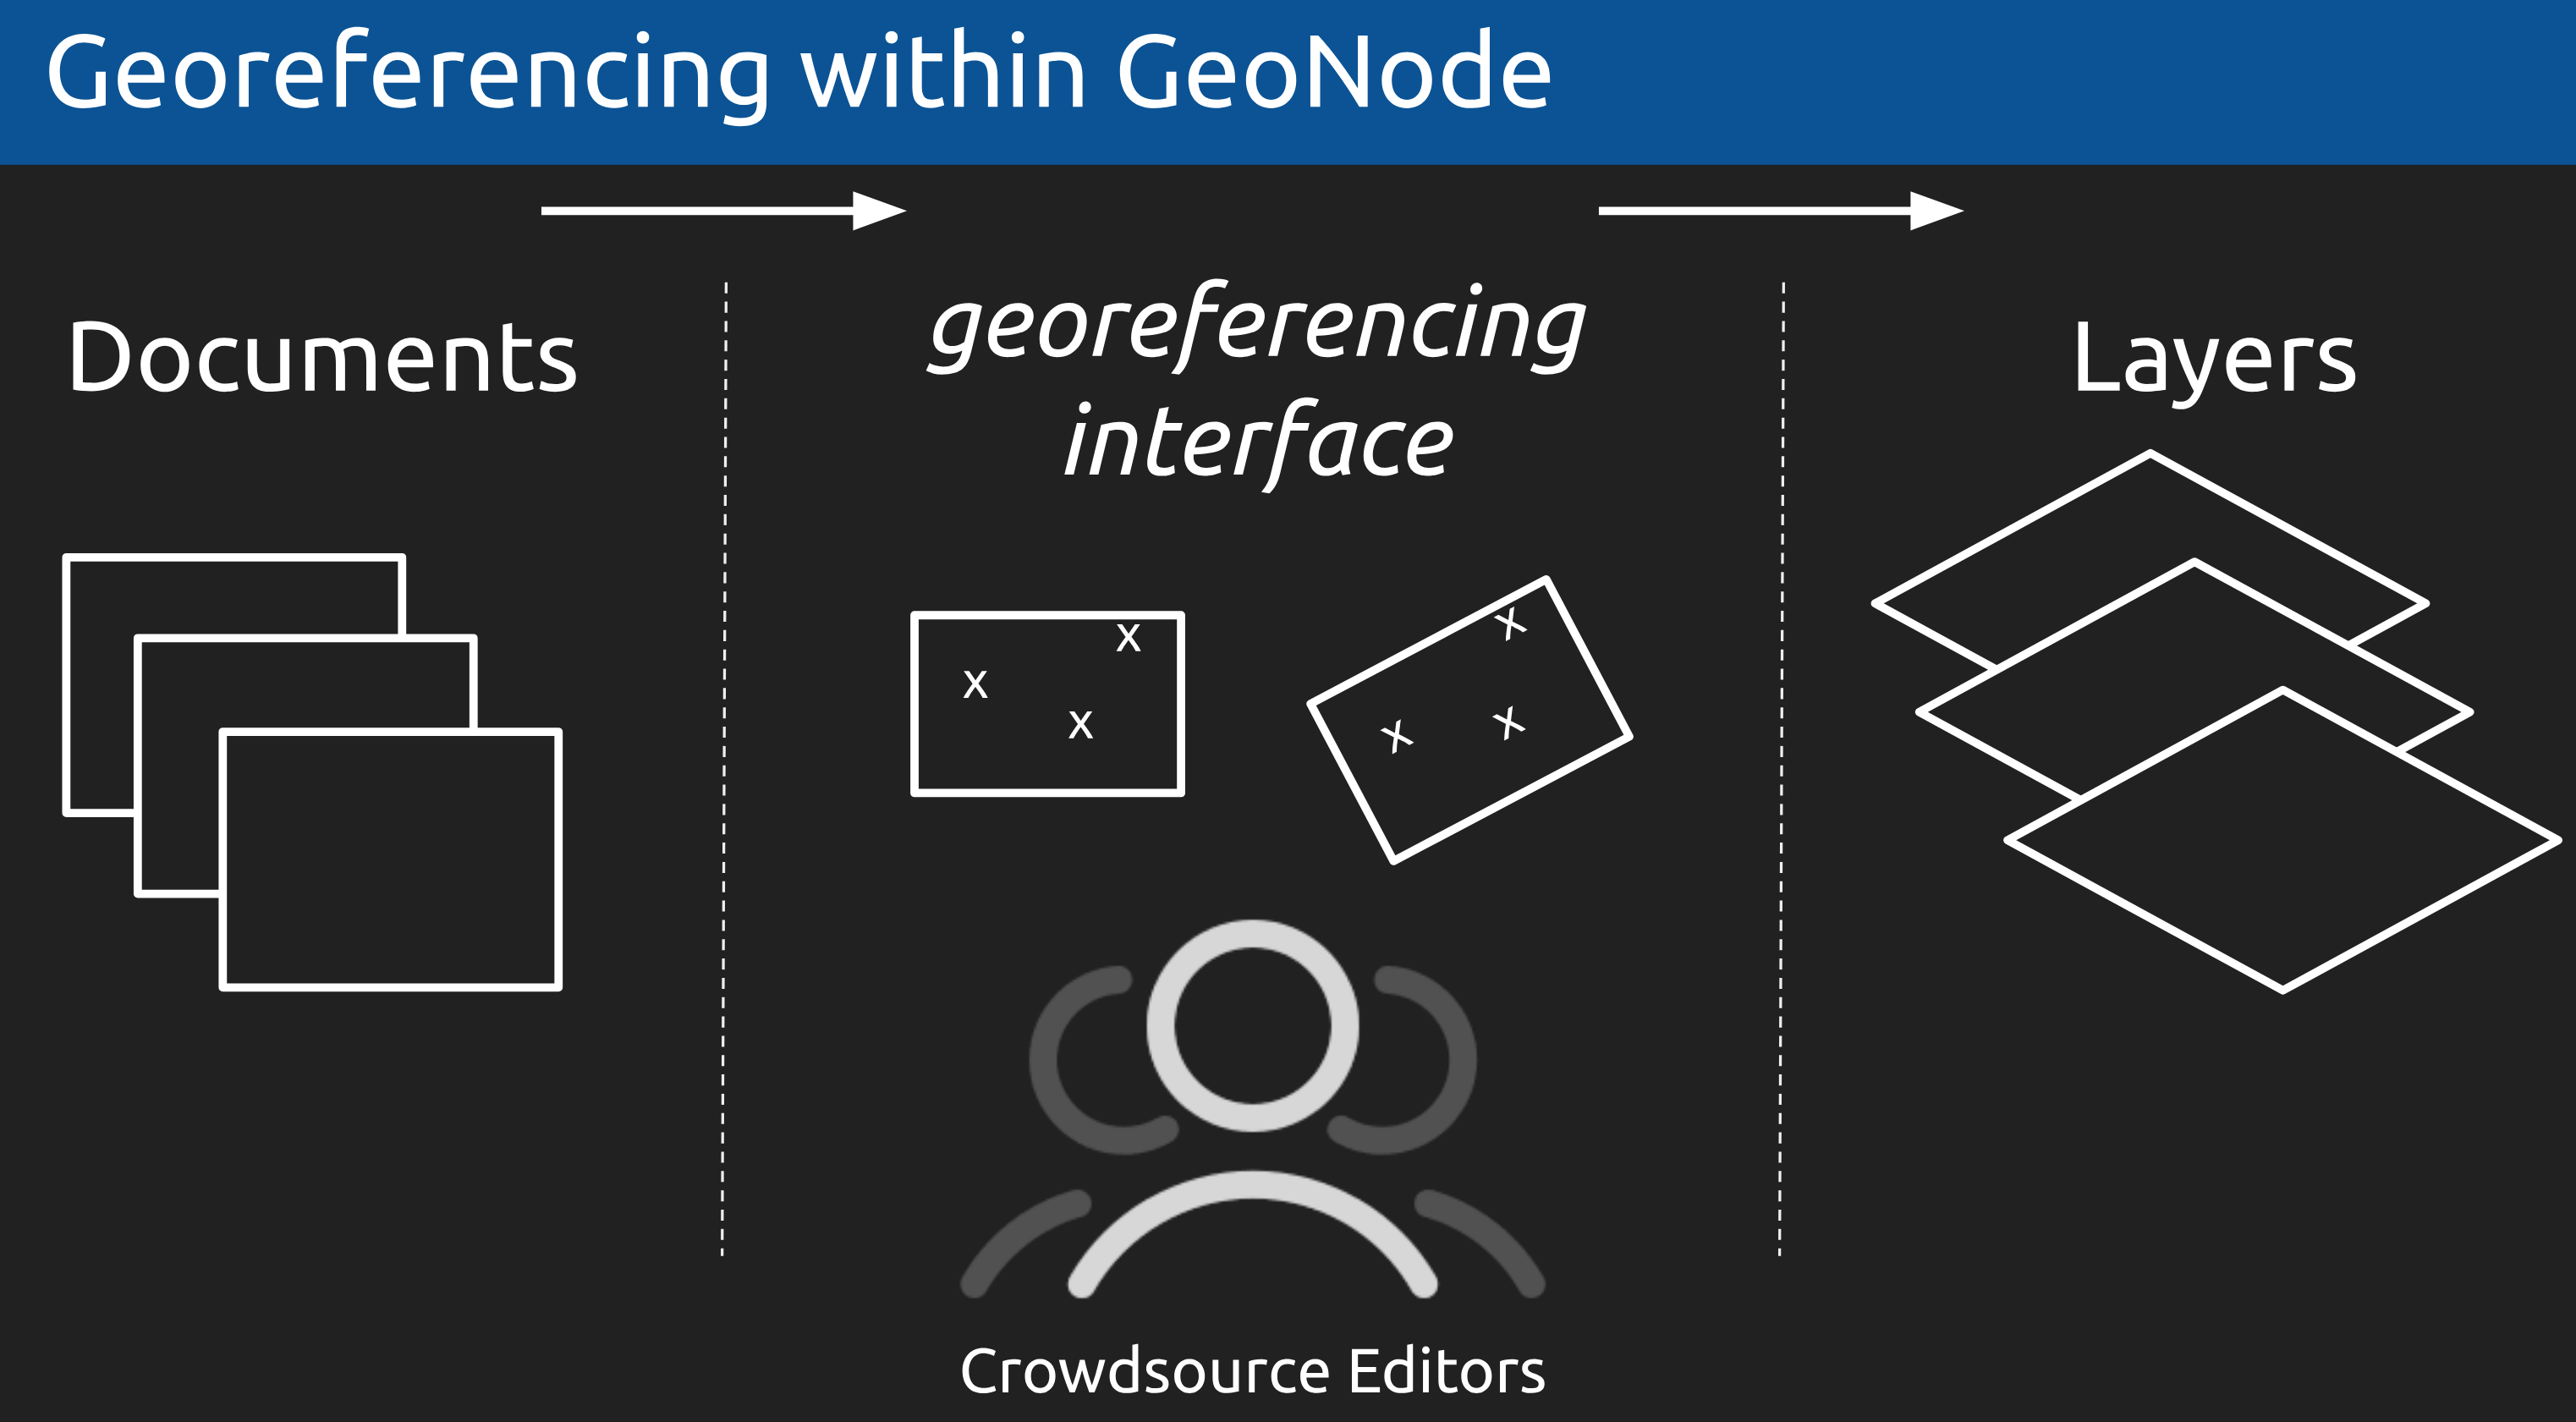 Georeferencing within GeoNode
Documents
georeferencing
interface
Layers
x
x
x
x
x
x
Crowdsource Editors